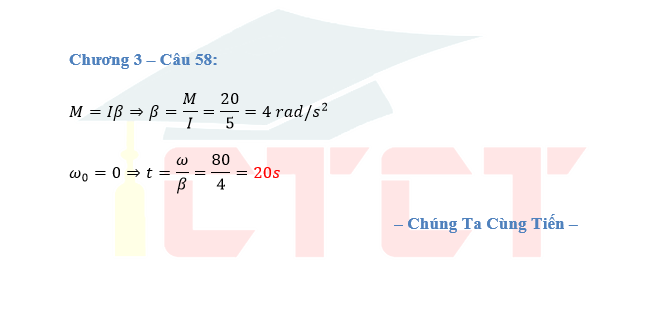 Chương 3 – Câu 58:
M = Iβ ⇒ β = M/I = 20/5 = 4 rad/s²
ω₀ = 0 ⇒ t = ω/β = 80/4 = 20s
CTCT
– Chúng Ta Cùng Tiến –